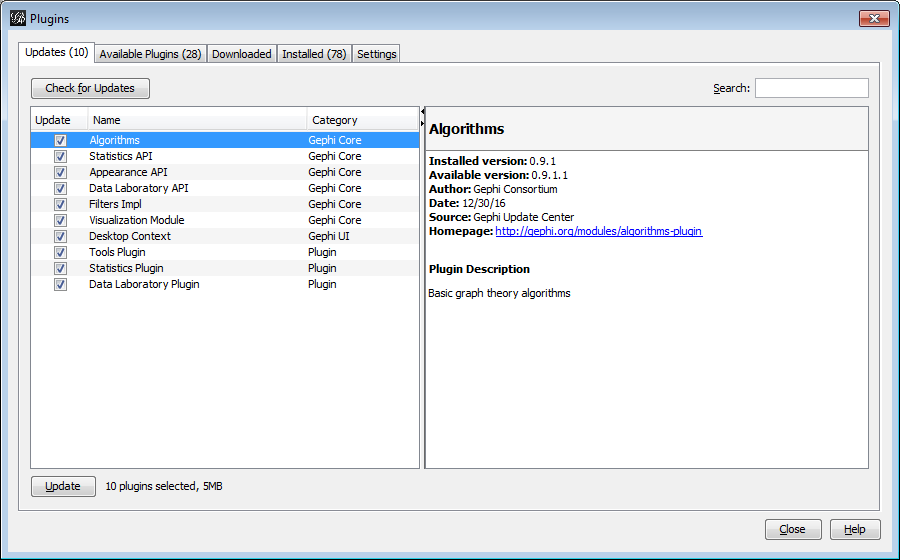 Plugins
Updates (10) Available Plugins (28) Downloaded Installed (78) Settings
Check for Updates Search:
Update Name Category
Algorithms Gephi Core
Statistics API Gephi Core
Appearance API Gephi Core
Data Laboratory API Gephi Core
Filters Impl Gephi Core
Visualization Module Gephi Core
Desktop Context Gephi UI
Tools Plugin Plugin
Statistics Plugin Plugin
Data Laboratory Plugin Plugin
Algorithms
Installed version: 0.9.1
Available version: 0.9.1.1
Author: Gephi Consortium
Date: 12/30/16
Source: Gephi Update Center
Homepage: http://gephi.org/modules/algorithms-plugin
Plugin Description
Basic graph theory algorithms
Update 10 plugins selected, 5MB
Close Help